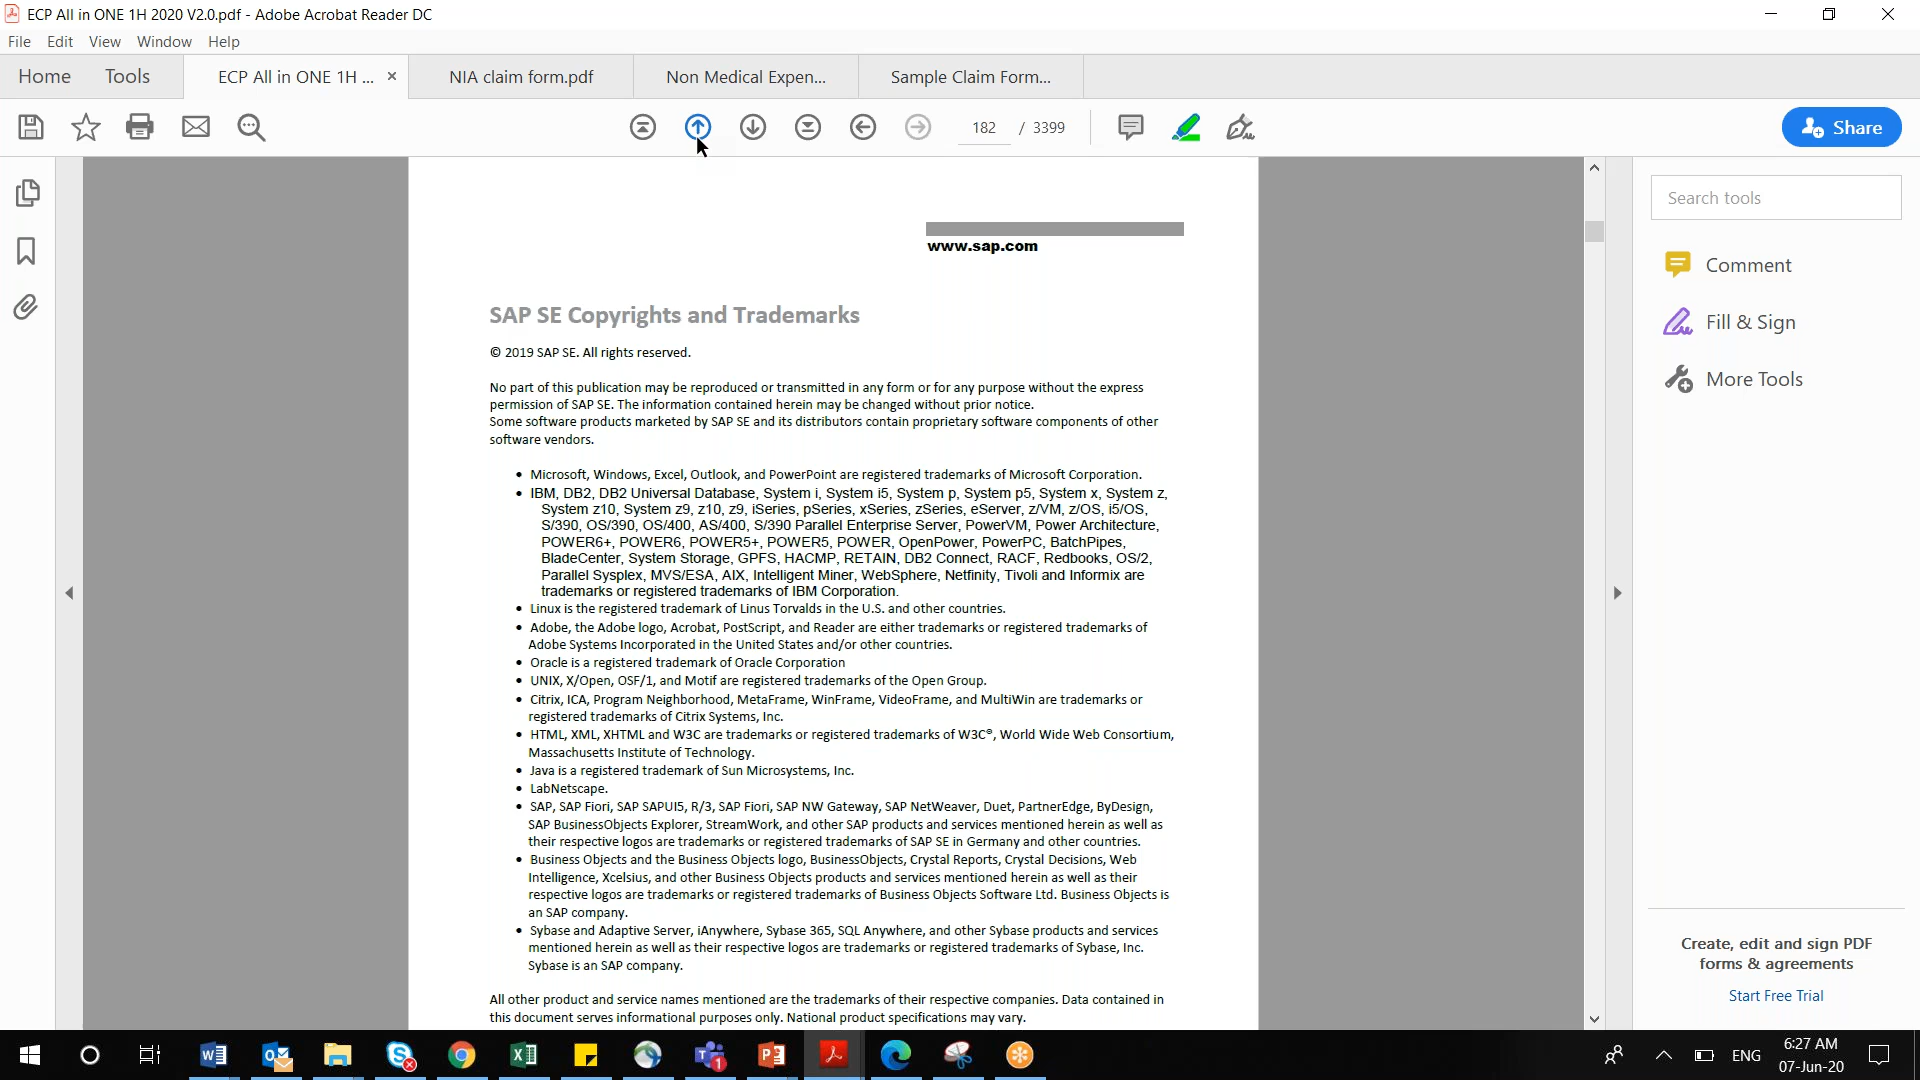 ECP All in ONE 1H 2020 V2.0.pdf - Adobe Acrobat Reader DC
File Edit View Window Help
Home Tools ECP All in ONE 1H ... × NIA claim form.pdf Non Medical Expen... Sample Claim Form...
182 / 3399 Share
Search tools
Comment
Fill & Sign
More Tools
Create, edit and sign PDF
forms & agreements
Start Free Trial
www.sap.com
SAP SE Copyrights and Trademarks
© 2019 SAP SE. All rights reserved.
No part of this publication may be reproduced or transmitted in any form or for any purpose without the express
permission of SAP SE. The information contained herein may be changed without prior notice.
Some software products marketed by SAP SE and its distributors contain proprietary software components of other
software vendors.
• Microsoft, Windows, Excel, Outlook, and PowerPoint are registered trademarks of Microsoft Corporation.
• IBM, DB2, DB2 Universal Database, System i, System i5, System p, System p5, System x, System z,
System z10, System z9, z10, z9, iSeries, pSeries, xSeries, zSeries, eServer, z/VM, z/OS, i5/OS,
S/390, OS/390, OS/400, AS/400, S/390 Parallel Enterprise Server, PowerVM, Power Architecture,
POWER6+, POWER6, POWER5+, POWER5, POWER, OpenPower, PowerPC, BatchPipes,
BladeCenter, System Storage, GPFS, HACMP, RETAIN, DB2 Connect, RACF, Redbooks, OS/2,
Parallel Sysplex, MVS/ESA, AIX, Intelligent Miner, WebSphere, Netfinity, Tivoli and Informix are
trademarks or registered trademarks of IBM Corporation.
• Linux is the registered trademark of Linus Torvalds in the U.S. and other countries.
• Adobe, the Adobe logo, Acrobat, PostScript, and Reader are either trademarks or registered trademarks of
Adobe Systems Incorporated in the United States and/or other countries.
• Oracle is a registered trademark of Oracle Corporation
• UNIX, X/Open, OSF/1, and Motif are registered trademarks of the Open Group.
• Citrix, ICA, Program Neighborhood, MetaFrame, WinFrame, VideoFrame, and MultiWin are trademarks or
registered trademarks of Citrix Systems, Inc.
• HTML, XML, XHTML and W3C are trademarks or registered trademarks of W3C®, World Wide Web Consortium,
Massachusetts Institute of Technology.
• Java is a registered trademark of Sun Microsystems, Inc.
• LabNetscape.
• SAP, SAP Fiori, SAP SAPUI5, R/3, SAP Fiori, SAP NW Gateway, SAP NetWeaver, Duet, PartnerEdge, ByDesign,
SAP BusinessObjects Explorer, StreamWork, and other SAP products and services mentioned herein as well as
their respective logos are trademarks or registered trademarks of SAP SE in Germany and other countries.
• Business Objects and the Business Objects logo, BusinessObjects, Crystal Reports, Crystal Decisions, Web
Intelligence, Xcelsius, and other Business Objects products and services mentioned herein as well as their
respective logos are trademarks or registered trademarks of Business Objects Software Ltd. Business Objects is
an SAP company.
• Sybase and Adaptive Server, iAnywhere, Sybase 365, SQL Anywhere, and other Sybase products and services
mentioned herein as well as their respective logos are trademarks or registered trademarks of Sybase, Inc.
Sybase is an SAP company.
All other product and service names mentioned are the trademarks of their respective companies. Data contained in
this document serves informational purposes only. National product specifications may vary.
ENG
6:27 AM
07-Jun-20